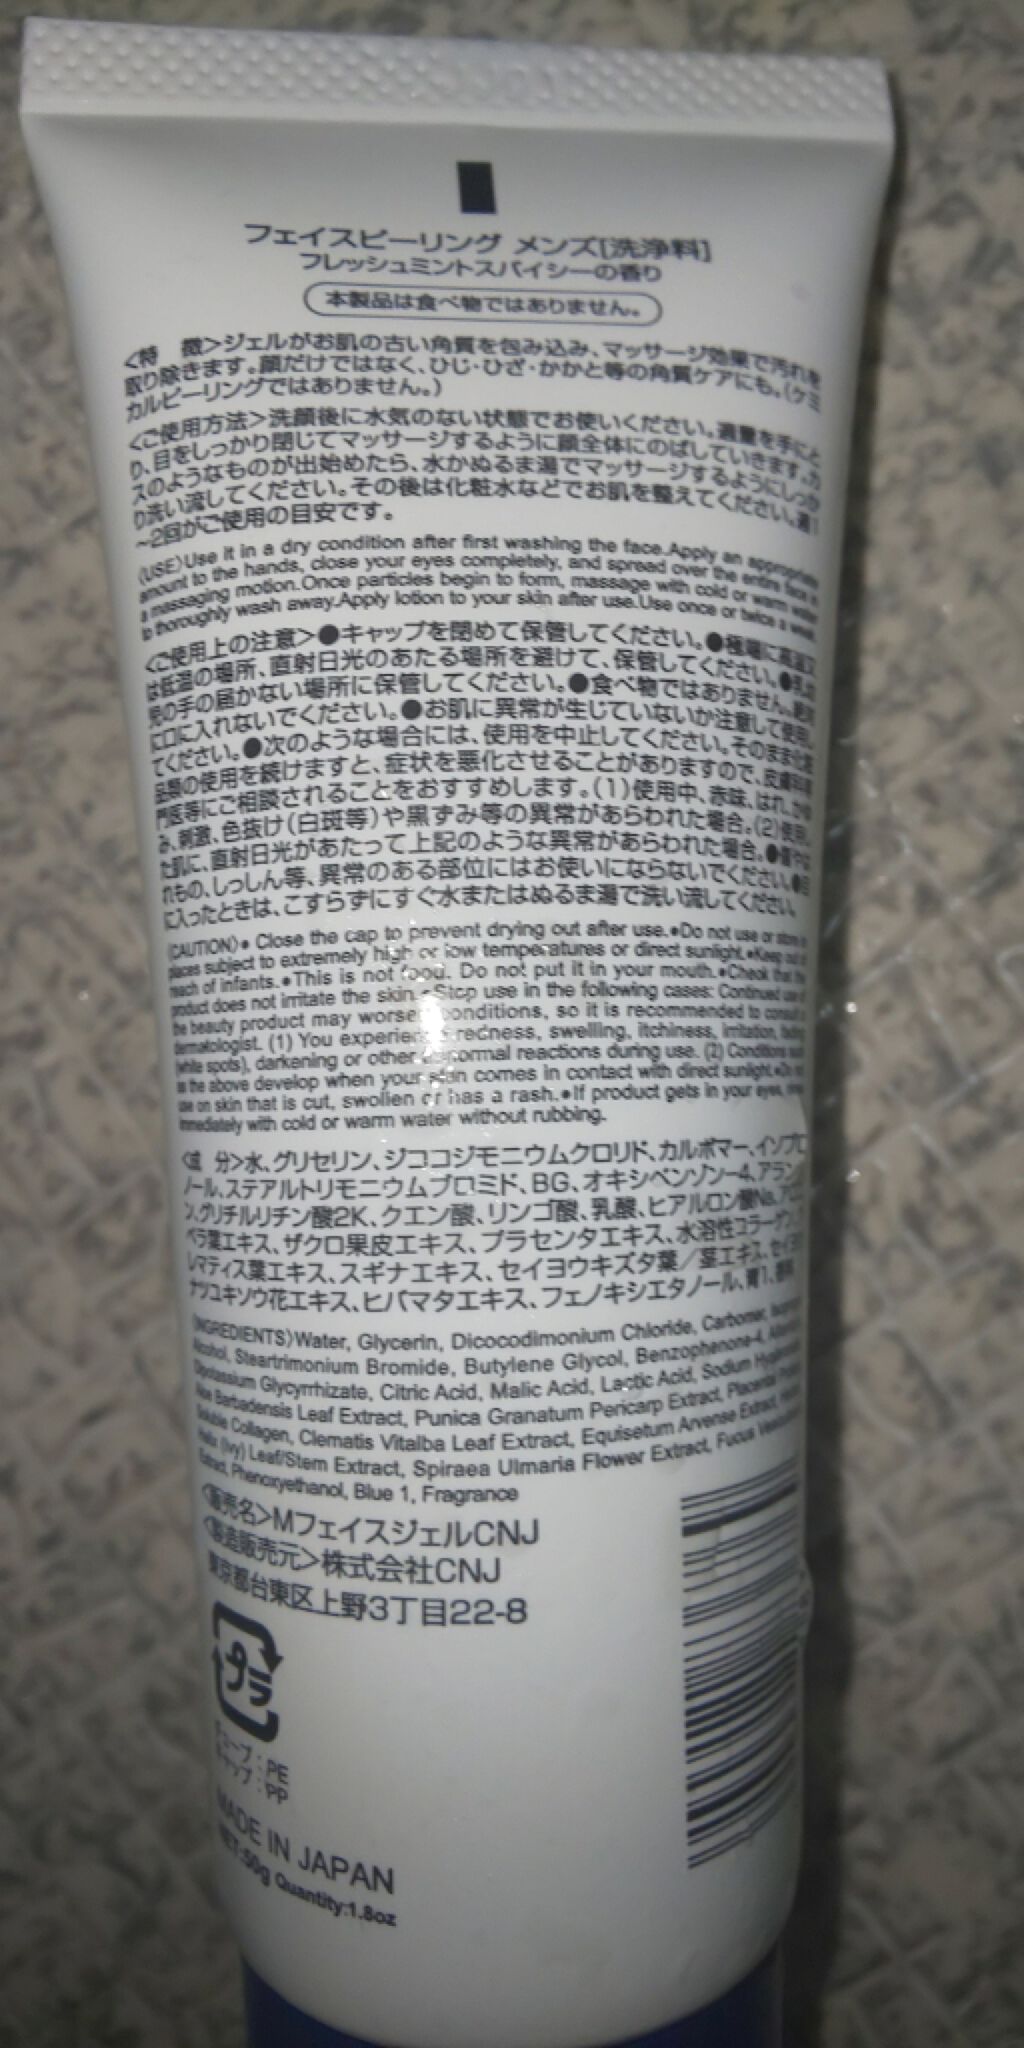 フェイスピーリング メンズ[洗浄料]
フレッシュミントスパイシーの香り
本製品は食べ物ではありません。
<特 徴>ジェルがお肌の古い角質を包み込み、マッサージ効果で汚れを
取り除きます。顔だけではなく、ひじ・ひざ・かかと等の角質ケアにも。(ケミ
カルピーリングではありません。)
<ご使用方法>洗顔後に水気のない状態でお使いください。適量を手にと
り、目をしっかり閉じてマッサージするように顔全体にのばしていきます。カ
スのようなものが出始めたら、水かぬるま湯でマッサージするようにしっか
り洗い流してください。その後は化粧水などでお肌を整えてください。週1
~2回がご使用の目安です。
(USE)Use it in a dry condition after first washing the face.Apply an appropriate
amount to the hands, close your eyes completely, and spread over the entire face in
a massaging motion.Once particles begin to form, massage with cold or warm water
to thoroughly wash away.Apply lotion to your skin after use.Use once or twice a week.
<ご使用上の注意>●キャップを閉めて保管してください。●極端に高温又
は低温の場所、直射日光のあたる場所を避けて、保管してください。●乳幼
児の手の届かない場所に保管してください。●食べ物ではありません。絶対
に口に入れないでください。●お肌に異常が生じていないか注意して使用し
てください。●次のような場合には、使用を中止してください。そのまま化粧
品類の使用を続けますと、症状を悪化させることがありますので、皮膚科専
門医等にご相談されることをおすすめします。(1)使用中、赤味、はれ、かゆ
み、刺激、色抜け(白斑等)や黒ずみ等の異常があらわれた場合。(2)使用し
た肌に、直射日光があたって上記のような異常があらわれた場合。●傷やは
れもの、しっしん等、異常のある部位にはお使いにならないでください。●目
に入ったときは、こすらずにすぐ水またはぬるま湯で洗い流してください。
(CAUTION)● Close the cap to prevent drying out after use.●Do not use or store in
places subject to extremely high or low temperatures or direct sunlight.●Keep out of
reach of infants.●This is not food. Do not put it in your mouth.●Check that the
product does not irritate the skin.●Stop use in the following cases: Continued use of
the beauty product may worsen conditions, so it is recommended to consult a
dermatologist. (1) You experience redness, swelling, itchiness, irritation, fading
(white spots), darkening or other abnormal reactions during use. (2) Conditions such
as the above develop when your skin comes in contact with direct sunlight.●Do not
use on skin that is cut, swollen or has a rash.●If product gets in your eyes, rinse
immediately with cold or warm water without rubbing.
<成 分>水、グリセリン、ジココジモニウムクロリド、カルボマー、イソプロ
ノール、ステアルトリモニウムブロミド、BG、オキシベンゾン-4、アラント
ン、グリチルリチン酸2K、クエン酸、リンゴ酸、乳酸、ヒアルロン酸Na、アロエ
ベラ葉エキス、ザクロ果皮エキス、プラセンタエキス、水溶性コラーゲン、ク
レマティス葉エキス、スギナエキス、セイヨウキズタ葉/茎エキス、セイヨウ
ナツユキソウ花エキス、ヒバマタエキス、フェノキシエタノール、青1、香料
(INGREDIENTS)Water, Glycerin, Dicocodimonium Chloride, Carbomer, Isopropyl
Alcohol, Steartrimonium Bromide, Butylene Glycol, Benzophenone-4, Allantoin,
Dipotassium Glycyrrhizate, Citric Acid, Malic Acid, Lactic Acid, Sodium Hyaluronate,
Aloe Barbadensis Leaf Extract, Punica Granatum Pericarp Extract, Placental Protein,
Soluble Collagen, Clematis Vitalba Leaf Extract, Equisetum Arvense Extract, Hedera
Helix (Ivy) Leaf/Stem Extract, Spiraea Ulmaria Flower Extract, Fucus Vesiculosus
Extract, Phenoxyethanol, Blue 1, Fragrance
<販売名>MフェイスジェルCNJ
<製造販売元>株式会社CNJ
東京都台東区上野3丁目22-8
プラ
チューブ:PE
キャップ:PP
MADE IN JAPAN
NET:50g Quantity:1.8oz